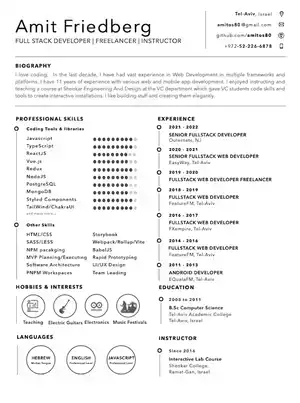 Amit Friedberg
FULL STACK DEVELOPER | FREELANCER | INSTRUCTOR
Tel-Aviv, Israel
amitos80@gmail.com
github.com/amitos80
+972-52-226-6878
BIOGRAPHY
I love coding. In the last decade, I have had vast experience in Web Development in multiple frameworks and
platforms. I have 11 years of experience with various web and mobile app development. I enjoyed instructing and
teaching a course at Shenkar Engineering And Design at the VC department which gave VC students code skills and
tools to create interactive installations. I like building stuff and creating them elegantly.
PROFESSIONAL SKILLS
Coding Tools & libraries
Javascript
TypeScript
ReactJS
Vue.js
Redux
NodeJS
PostgreSQL
MongoDB
Styled Components
TailWind/ChakraUI
and many more...
Other Skills
HTML/CSS
SASS/LESS
NPM pacakging
MVP Planning/Executing
Software Architecture
PNPM Workspaces
Storybook
Webpack/Rollup/Vite
BabelJS
Rapid Prototyping
UI/UX Design
Team Leading
HOBBIES & INTERESTS
Teaching
Electric Guitars
Electronics
Music Festivals
LANGUAGES
HEBREW
ENGLISH
JAVASCRIPT
EXPERIENCE
2021 - 2022
SENIOR FULLSTACK DEVELOPER
Outernets, NJ
2020 - 2021
SENIOR FULLSTACK WEB DEVELOPER
EasyWay, Tel-Aviv
2019 - 2020
FULLSTACK WEB DEVELOPER FREELANCER
2018 - 2019
FULLSTACK WEB DEVELOPER
FeatureFM, Tel-Aviv
2016 - 2017
FULLSTACK WEB DEVELOPER
FXempire, Tel-Aviv
2014 - 2016
FULLSTACK WEB DEVELOPER
FeatureFM, Tel-Aviv
2011 - 2013
ANDROID DEVELOPER
EQualaFM, Tel-Aviv
EDUCATION
2008 to 2011
B.Sc Computer Science
Tel-Aviv Academic College
Tel-Aviv, Israel
INSTRUCTOR
Since 2016
Interactive Lab Course
Shenkar College,
Ramat-Gan, Israel